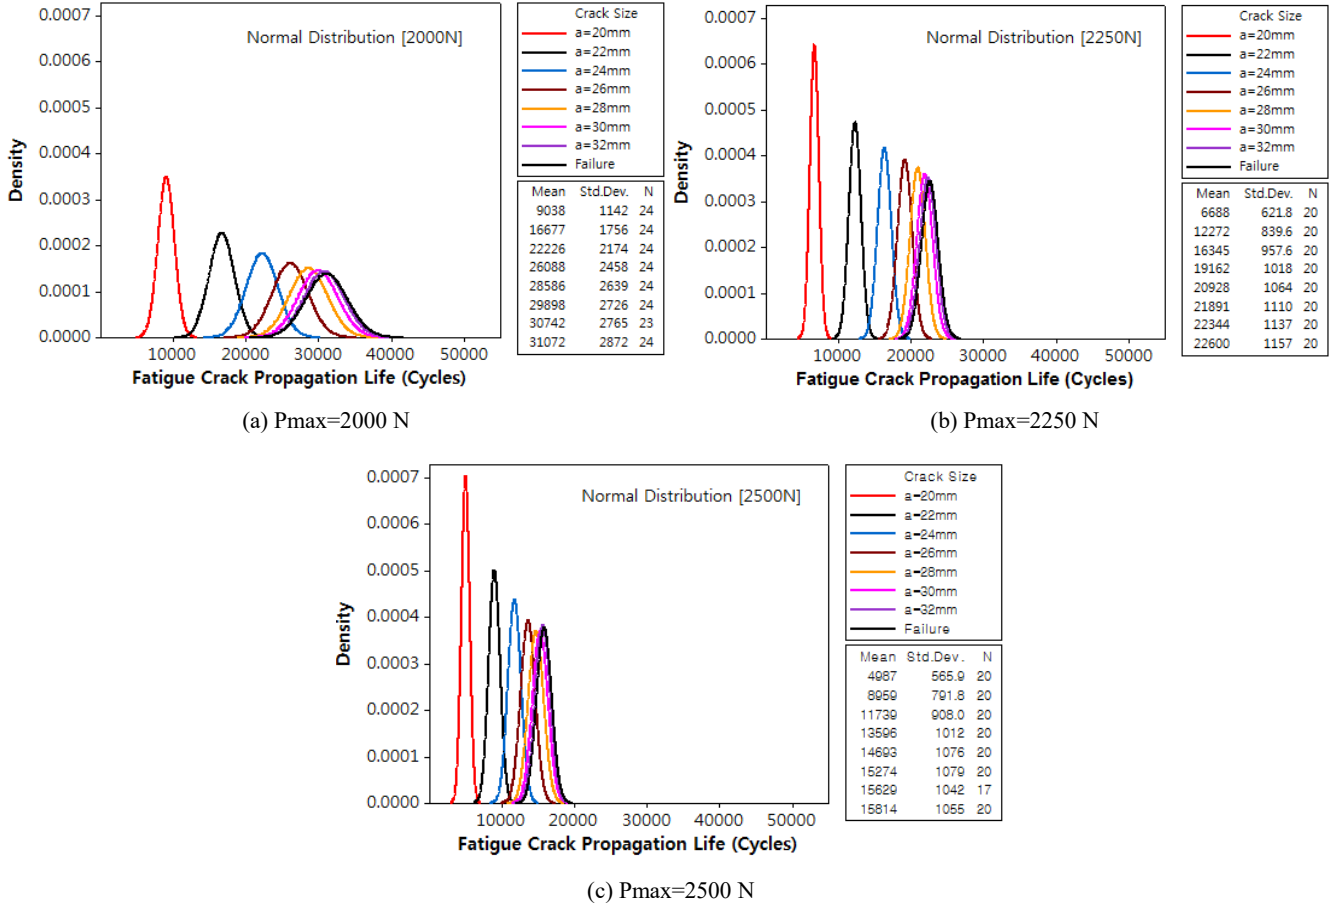 0.0007
0.0006
0.0005
0.0004
0.0003
0.0002
0.0001
0.0000
Density
Normal Distribution [2000N]
10000 20000 30000 40000 50000
Fatigue Crack Propagation Life (Cycles)
Crack Size
a=20mm
a=22mm
a=24mm
a=26mm
a=28mm
a=30mm
a=32mm
Failure
Mean Std.Dev. N
9038 1142 24
16677 1756 24
22226 2174 24
26088 2458 24
28586 2639 24
29898 2726 24
30742 2765 23
31072 2872 24
(a) Pmax=2000 N
0.0007
0.0006
0.0005
0.0004
0.0003
0.0002
0.0001
0.0000
Density
Normal Distribution [2250N]
10000 20000 30000 40000 50000
Fatigue Crack Propagation Life (Cycles)
Crack Size
a=20mm
a=22mm
a=24mm
a=26mm
a=28mm
a=30mm
a=32mm
Failure
Mean Std.Dev. N
6688 621.8 20
12272 839.6 20
16345 957.6 20
19162 1018 20
20928 1064 20
21891 1110 20
22344 1137 20
22600 1157 20
(b) Pmax=2250 N
0.0007
0.0006
0.0005
0.0004
0.0003
0.0002
0.0001
0.0000
Density
Normal Distribution [2500N]
10000 20000 30000 40000 50000
Fatigue Crack Propagation Life (Cycles)
Crack Size
a-20mm
a-22mm
a-24mm
a-26mm
a-28mm
a-30mm
a-32mm
Failure
Mean Std.Dev. N
4987 565.9 20
8959 791.8 20
11739 908.0 20
13596 1012 20
14693 1076 20
15274 1079 20
15629 1042 17
15814 1055 20
(c) Pmax=2500 N